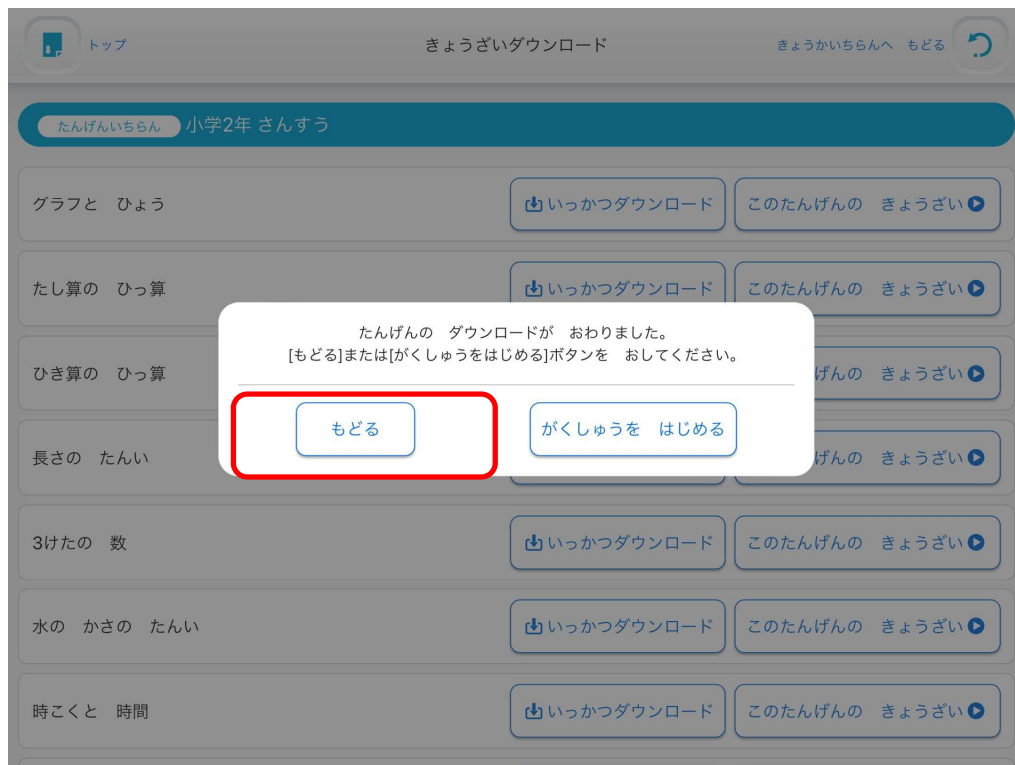 トップ きょうざいダウンロード きょうかいちらんへ もどる
たんげんいちらん 小学2年 さんすう
グラフと ひょう いっかつダウンロード このたんげんの きょうざい
たし算の ひっ算 いっかつダウンロード このたんげんの きょうざい
たんげんの ダウンロードが おわりました。
[もどる]または[がくしゅうをはじめる]ボタンを おしてください。
ひき算の ひっ算 げんの きょうざい
もどる がくしゅうを はじめる
長さの たんい げんの きょうざい
3けたの 数 いっかつダウンロード このたんげんの きょうざい
水の かさの たんい いっかつダウンロード このたんげんの きょうざい
時こくと 時間 いっかつダウンロード このたんげんの きょうざい